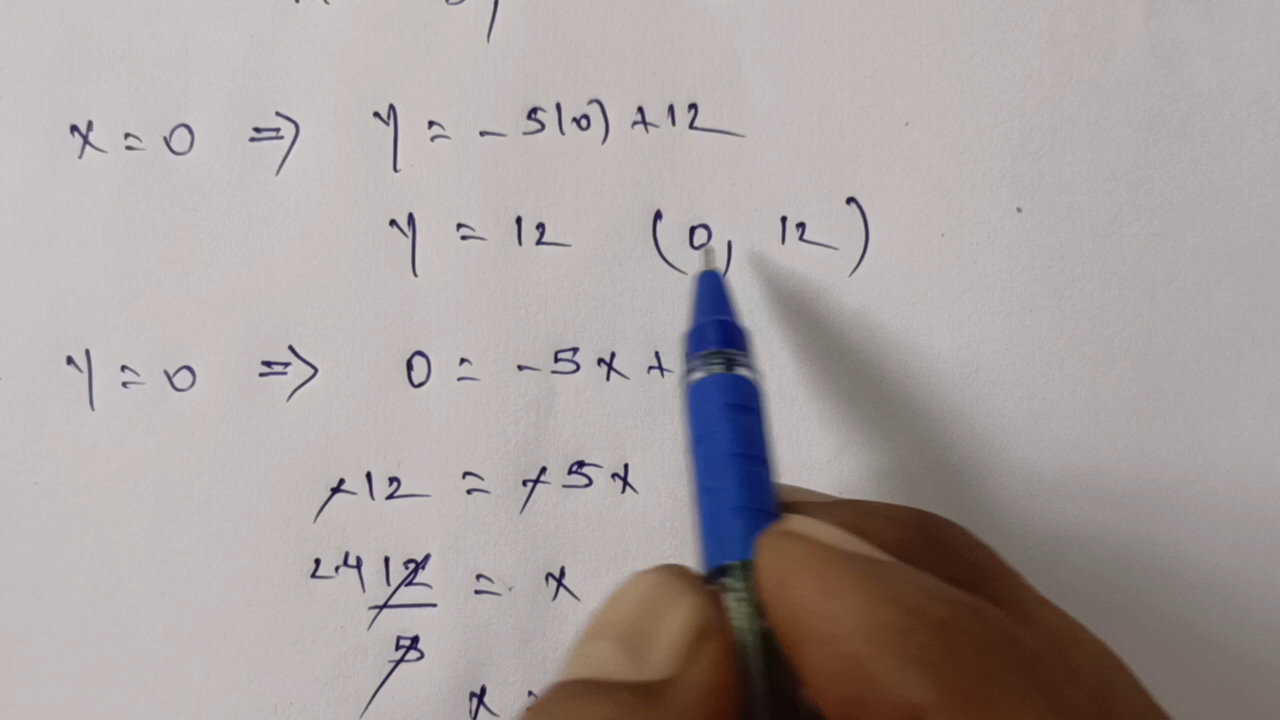 x = 0 ⇒ y = -5(0) + 12
y = 12 (0, 12)
y = 0 ⇒ 0 = -5x +
-12 = -5x
2.4 12/5 = x
x =